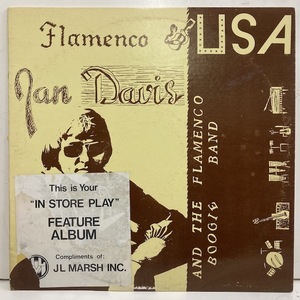 Flamenco USA
Jan Davis
AND THE FLAMENCO
BOOGIE BAND
This is Your
"IN STORE PLAY"
FEATURE
ALBUM
Compliments of:
JL MARSH INC.